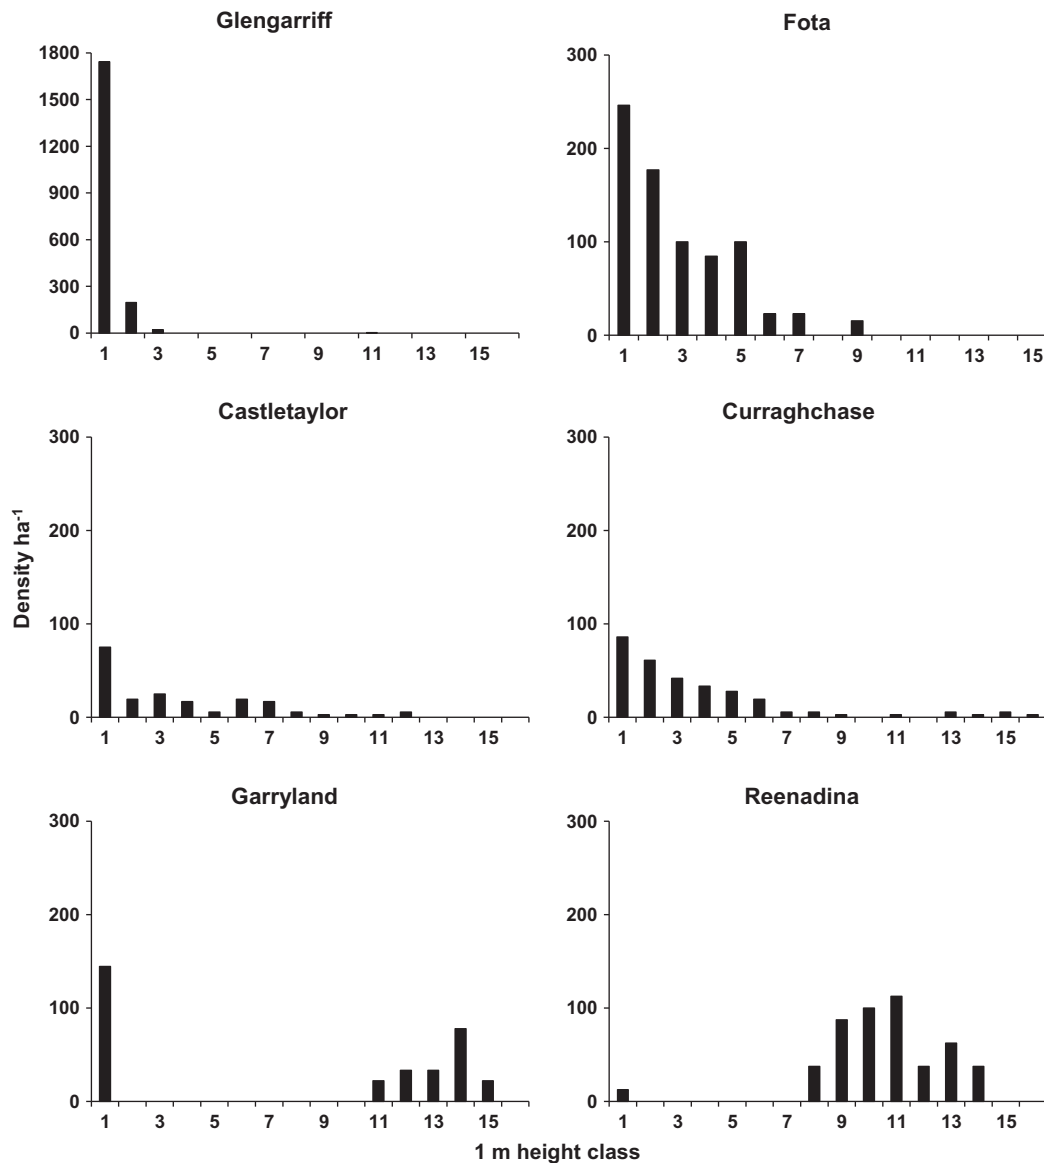 Glengarriff
1800
1500
1200
900
600
300
0
1 3 5 7 9 11 13 15
Fota
300
200
100
0
1 3 5 7 9 11 13 15
Castletaylor
300
200
100
0
1 3 5 7 9 11 13 15
Curraghchase
300
200
100
0
1 3 5 7 9 11 13 15
Density ha-1
Garryland
300
200
100
0
1 3 5 7 9 11 13 15
Reenadina
300
200
100
0
1 3 5 7 9 11 13 15
1 m height class